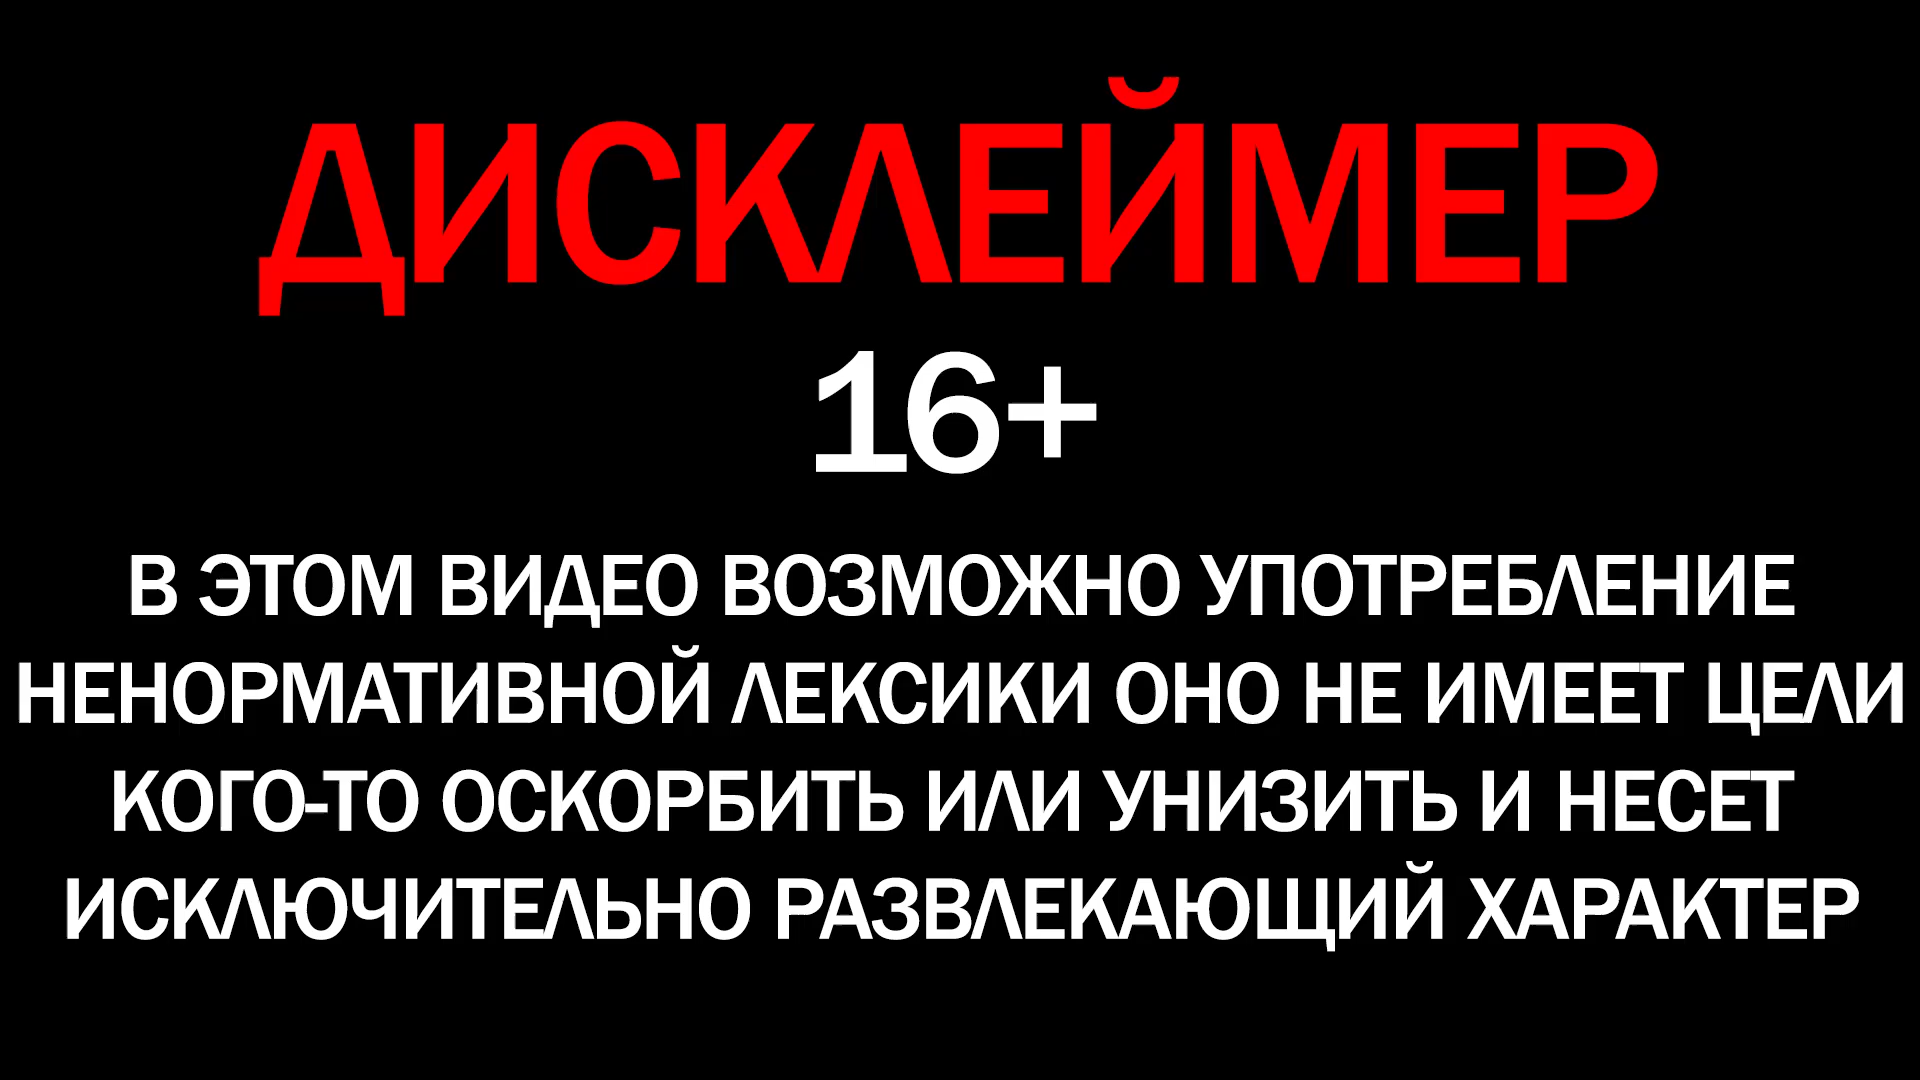 ДИСКЛЕЙМЕР
16+
В ЭТОМ ВИДЕО ВОЗМОЖНО УПОТРЕБЛЕНИЕ
НЕНОРМАТИВНОЙ ЛЕКСИКИ ОНО НЕ ИМЕЕТ ЦЕЛИ
КОГО-ТО ОСКОРБИТЬ ИЛИ УНИЗИТЬ И НЕСЕТ
ИСКЛЮЧИТЕЛЬНО РАЗВЛЕКАЮЩИЙ ХАРАКТЕР